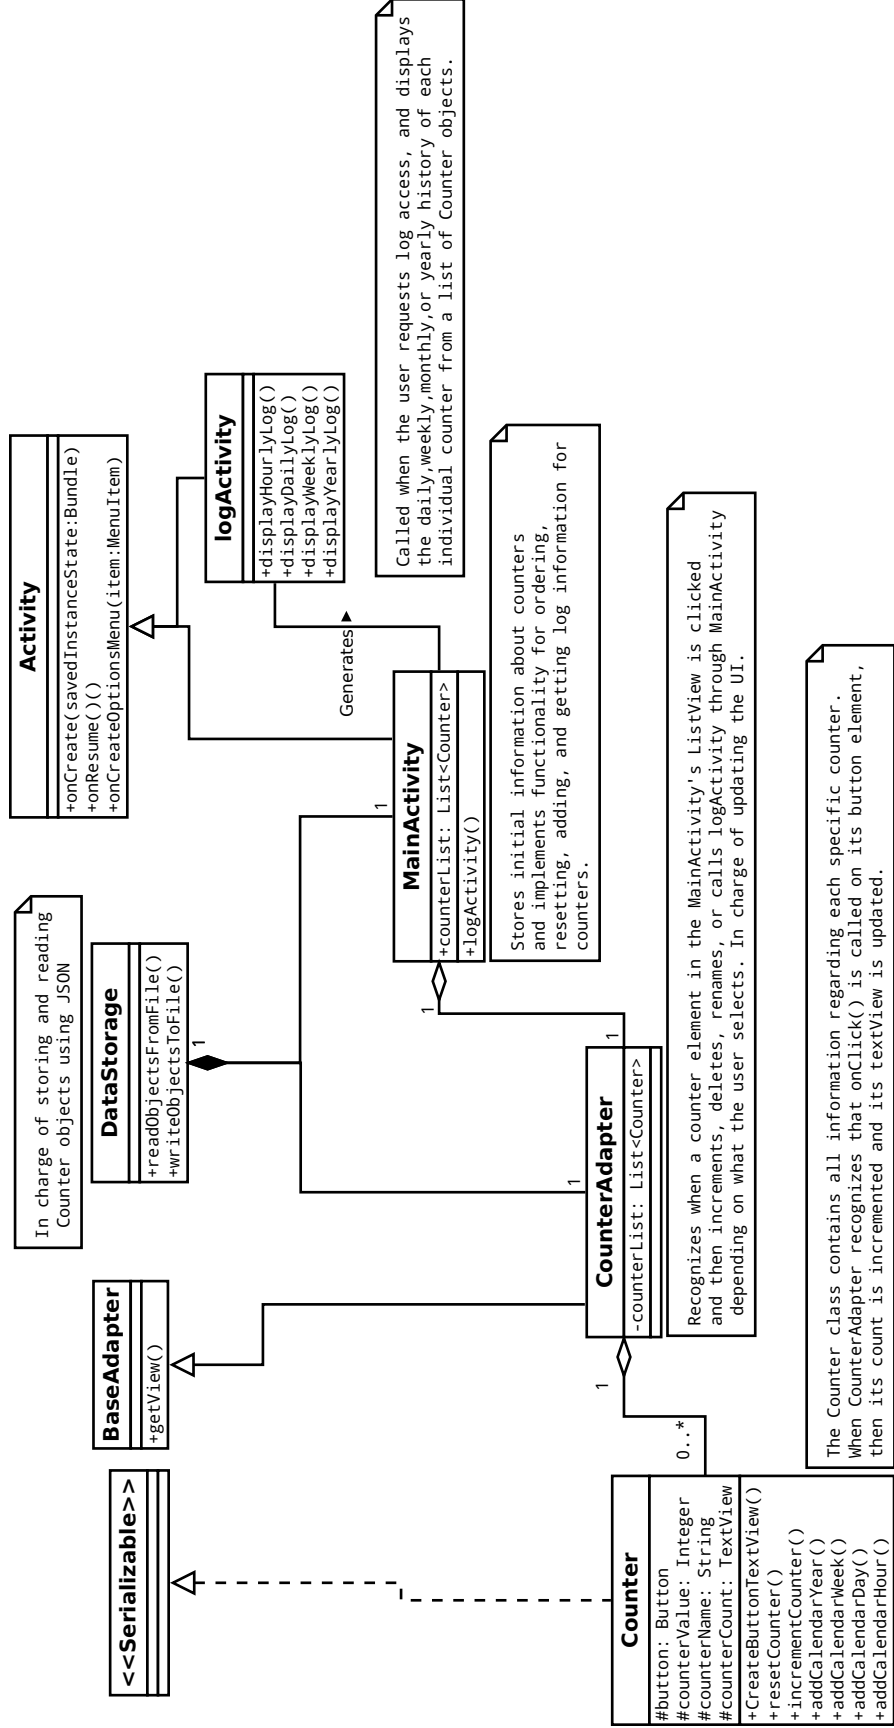 <<Serializable>>
BaseAdapter
+getView()
In charge of storing and reading
Counter objects using JSON
DataStorage
+readObjectsFromFile()
+writeObjectsToFile()
1
Activity
+onCreate(savedInstanceState:Bundle)
+onResume()()
+onCreateOptionsMenu(item:MenuItem)
logActivity
+displayHourlyLog()
+displayDailyLog()
+displayWeeklyLog()
+displayYearlyLog()
Generates
Called when the user requests log access, and displays
the daily,weekly,monthly,or yearly history of each
individual counter from a list of Counter objects.
1
MainActivity
+counterList: List<Counter>
+logActivity()
1
Stores initial information about counters
and implements functionality for ordering,
resetting, adding, and getting log information for
counters.
1
1
CounterAdapter
-counterList: List<Counter>
1
0..*
Recognizes when a counter element in the MainActivity's ListView is clicked
and then increments, deletes, renames, or calls logActivity through MainActivity
depending on what the user selects. In charge of updating the UI.
Counter
#button: Button
#counterValue: Integer
#counterName: String
#counterCount: TextView
+CreateButtonTextView()
+resetCounter()
+incrementCounter()
+addCalendarYear()
+addCalendarWeek()
+addCalendarDay()
+addCalendarHour()
The Counter class contains all information regarding each specific counter.
When CounterAdapter recognizes that onClick() is called on its button element,
then its count is incremented and its textView is updated.